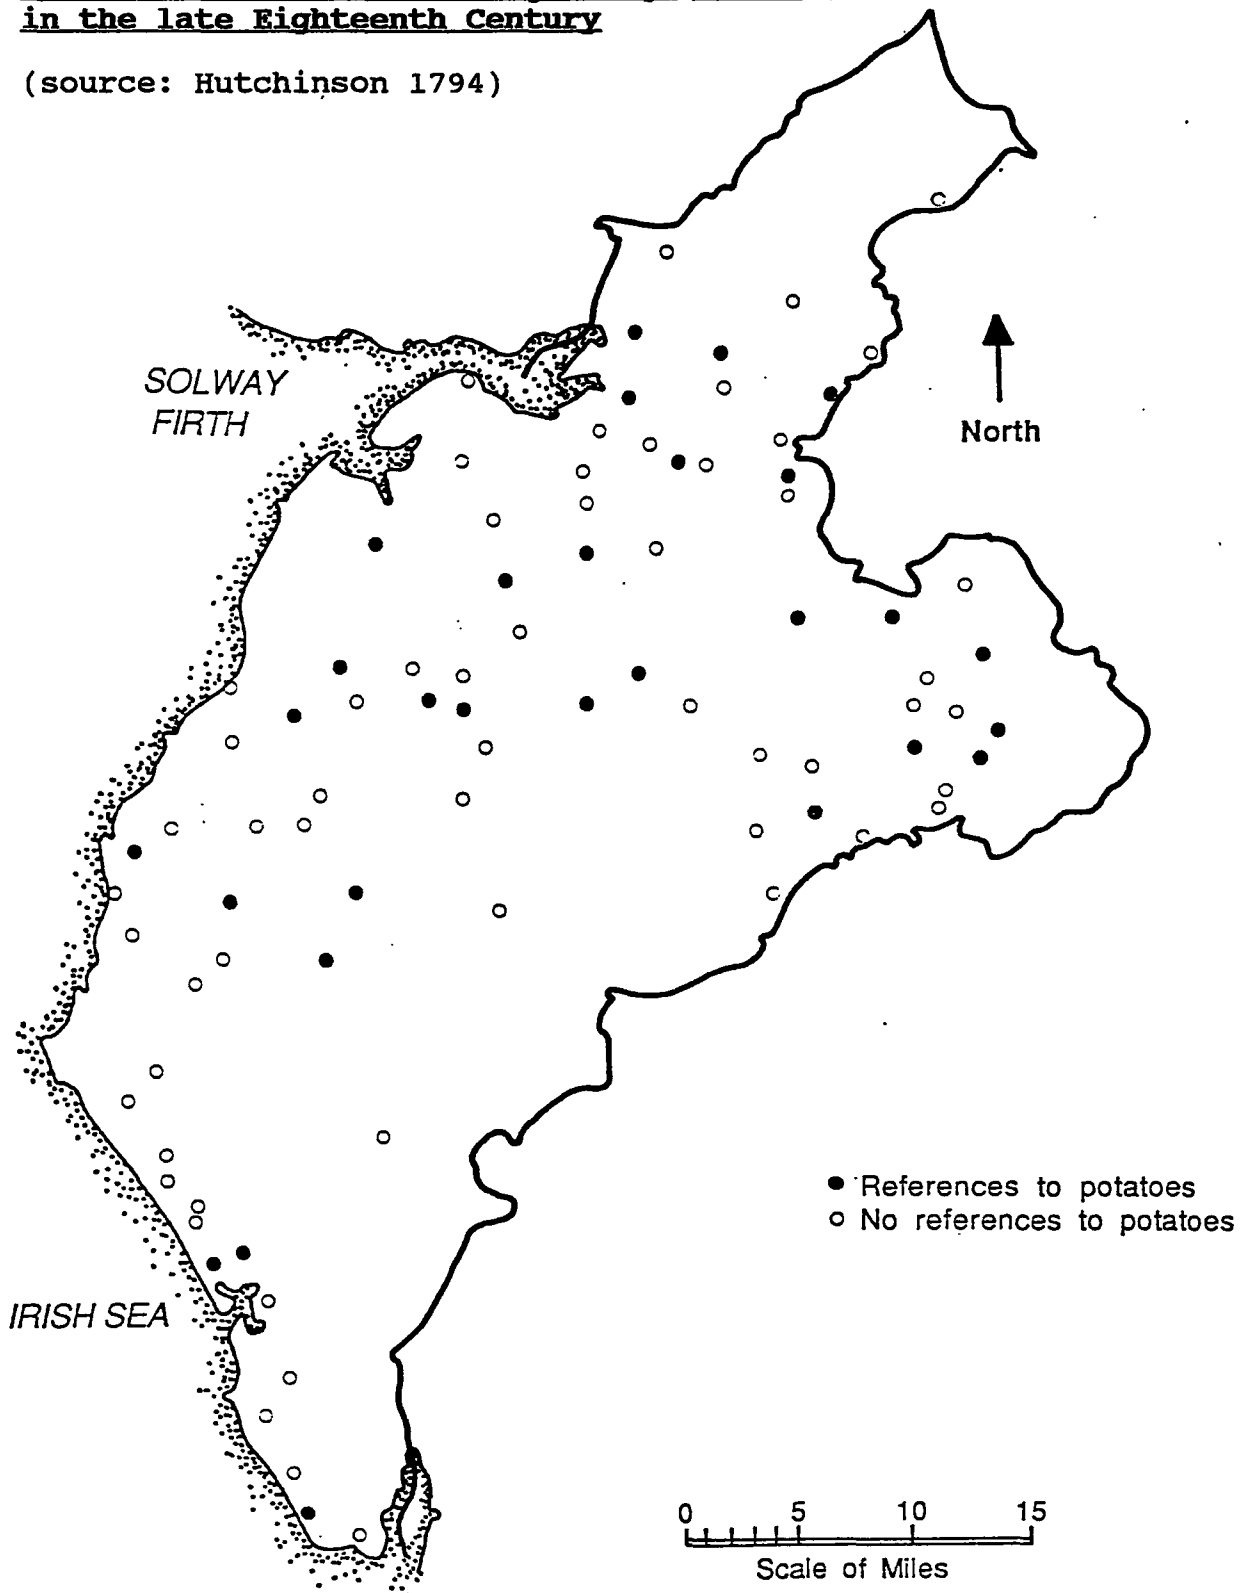 in the late Eighteenth Century
(source: Hutchinson 1794)
SOLWAY
FIRTH
North
References to potatoes
No references to potatoes
IRISH SEA
0 5 10 15
Scale of Miles